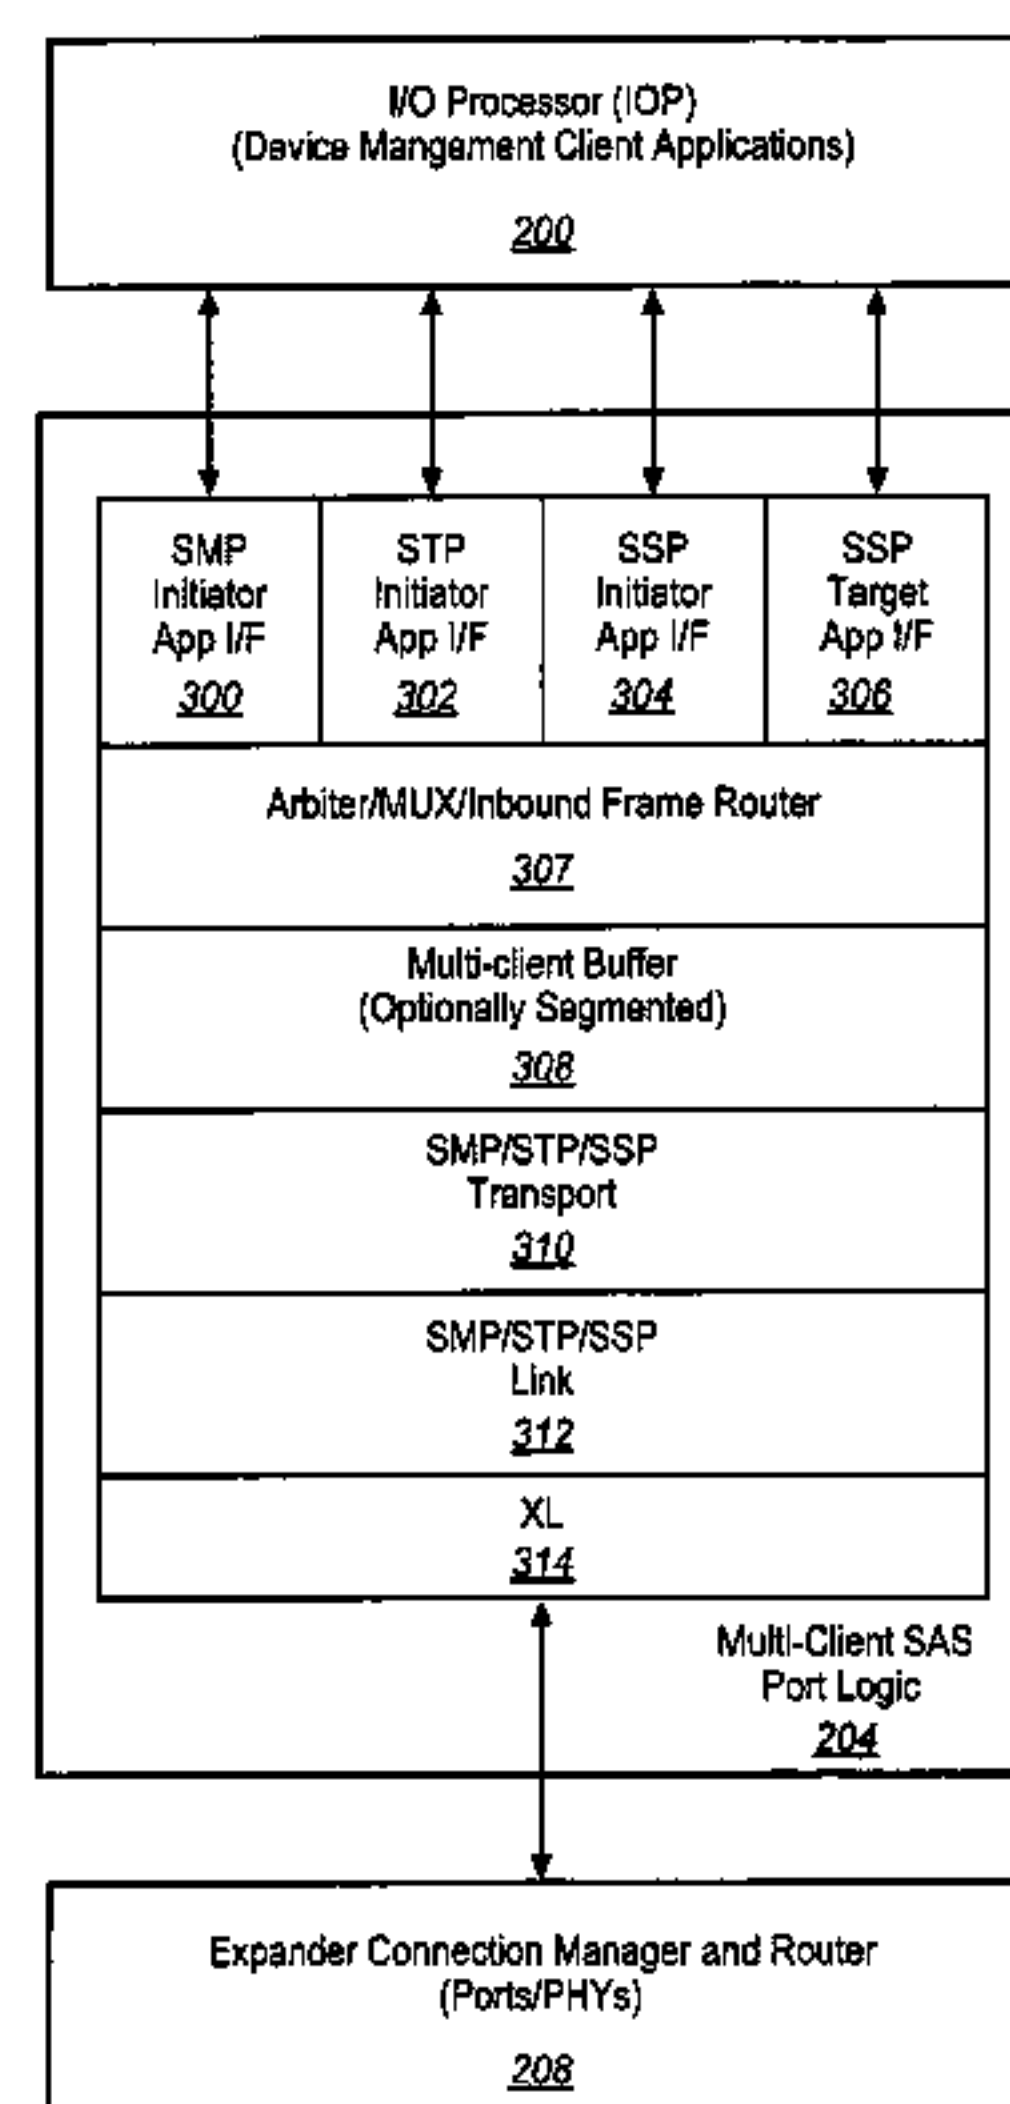 I/O Processor (IOP)
(Device Mangement Client Applications)
200
SMP
Initiator
App I/F
300
STP
Initiator
App I/F
302
SSP
Initiator
App I/F
304
SSP
Target
App I/F
306
Arbiter/MUX/Inbound Frame Router
307
Multi-client Buffer
(Optionally Segmented)
308
SMP/STP/SSP
Transport
310
SMP/STP/SSP
Link
312
XL
314
Multi-Client SAS
Port Logic
204
Expander Connection Manager and Router
(Ports/PHYs)
208